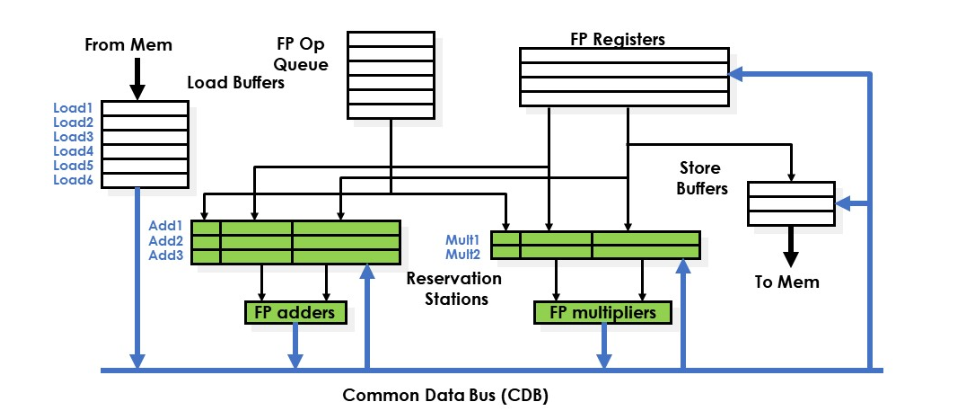 From Mem
FP Op
Queue
FP Registers
Load Buffers
Load1
Load2
Load3
Load4
Load5
Load6
Store
Buffers
Add1
Add2
Add3
Mult1
Mult2
Reservation
Stations
To Mem
FP adders
FP multipliers
Common Data Bus (CDB)